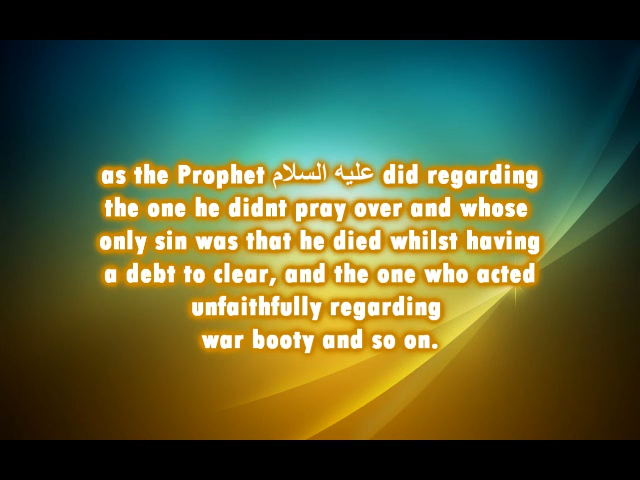 as the Prophet عليه السلام did regarding
the one he didnt pray over and whose
only sin was that he died whilst having
a debt to clear, and the one who acted
unfaithfully regarding
war booty and so on.